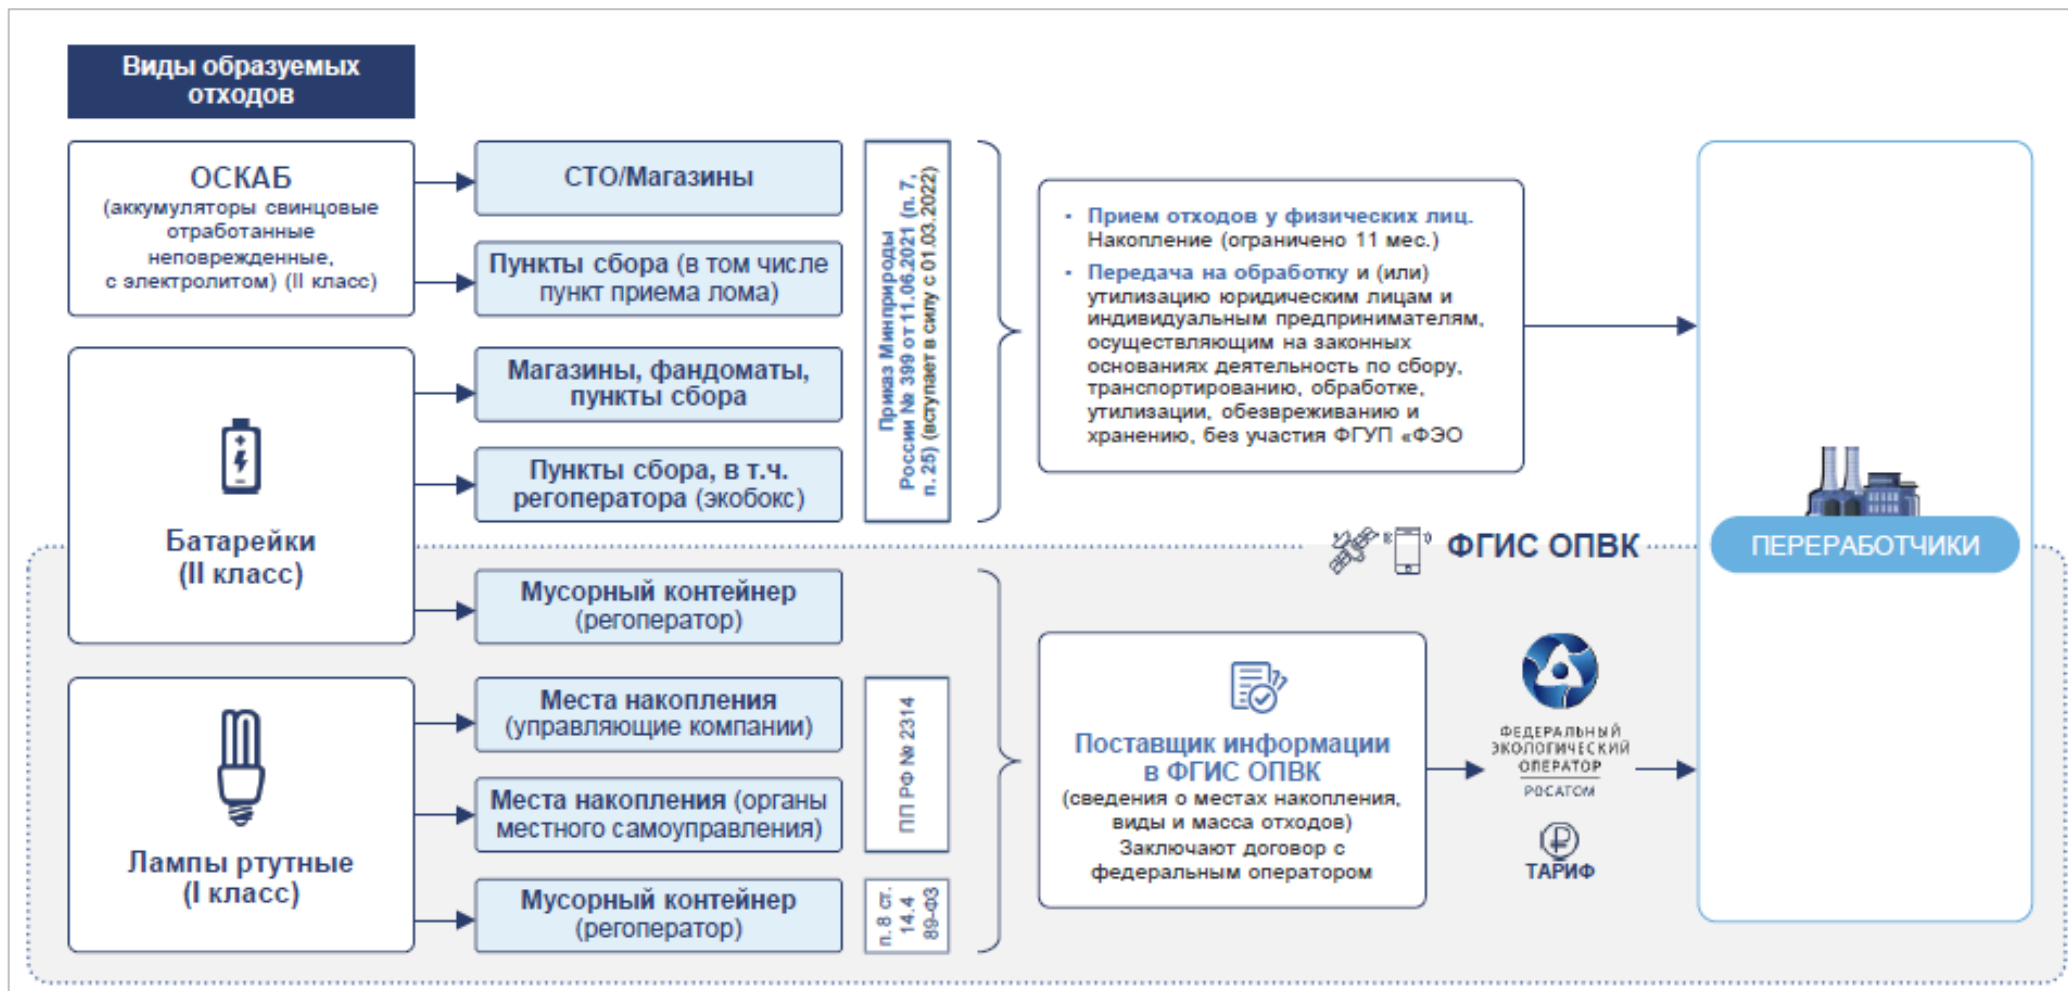 Виды образуемых
отходов
ОСКАБ
(аккумуляторы свинцовые
отработанные
неповрежденные,
с электролитом) (II класс)
СТО/Магазины
Пункты сбора (в том числе
пункт приема лома)
Батарейки
(II класс)
Магазины, фандоматы,
пункты сбора
Пункты сбора, в т.ч.
регоператора (экобокс)
Мусорный контейнер
(регоператор)
Лампы ртутные
(I класс)
Места накопления
(управляющие компании)
Места накопления (органы
местного самоуправления)
Мусорный контейнер
(регоператор)
Приказ Минприроды
России № 399 от 11.06.2021 (п. 7,
п. 25) (вступает в силу с 01.03.2022)
ПП РФ № 2314
п. 8 ст.
14.4
89-ФЗ
• Прием отходов у физических лиц.
Накопление (ограничено 11 мес.)
• Передача на обработку и (или)
утилизацию юридическим лицам и
индивидуальным предпринимателям,
осуществляющим на законных
основаниях деятельность по сбору,
транспортированию, обработке,
утилизации, обезвреживанию и
хранению, без участия ФГУП «ФЭО
ФГИС ОПВК
Поставщик информации
в ФГИС ОПВК
(сведения о местах накопления,
виды и масса отходов)
Заключают договор с
федеральным оператором
ФЕДЕРАЛЬНЫЙ
ЭКОЛОГИЧЕСКИЙ
ОПЕРАТОР
РОСАТОМ
ТАРИФ
ПЕРЕРАБОТЧИКИ